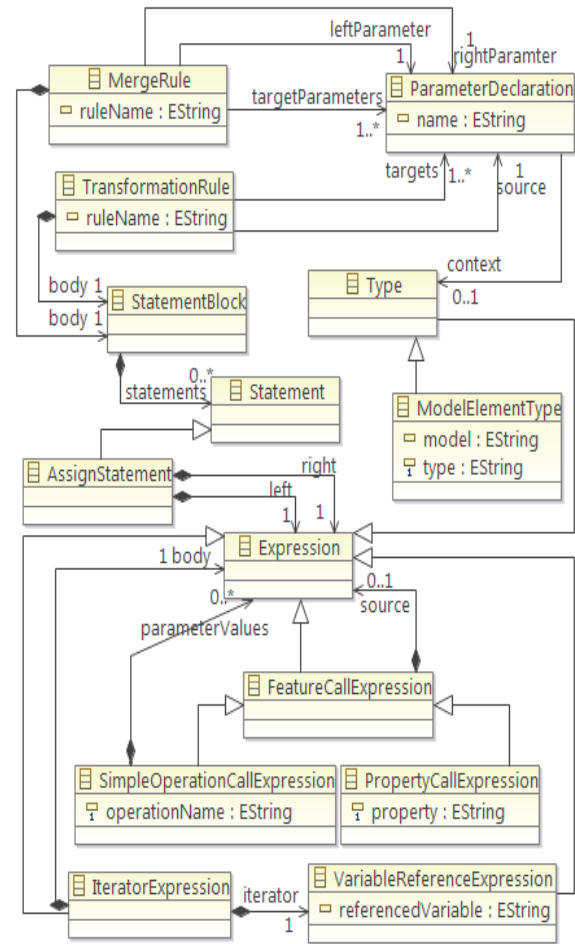 leftParameter
1
1
rightParamter
MergeRule
ruleName : EString
targetParameters
1..*
ParameterDeclaration
name : EString
TransformationRule
ruleName : EString
targets
1..*
1
source
context
0..1
body 1
body 1
StatementBlock
Type
0..*
statements
Statement
ModelElementType
model : EString
1
type : EString
AssignStatement
right
left
1
1
Expression
1 body
0..*
0..1
source
parameterValues
FeatureCallExpression
SimpleOperationCallExpression
1
operationName : EString
PropertyCallExpression
1
property : EString
IteratorExpression
iterator
1
VariableReferenceExpression
referencedVariable : EString